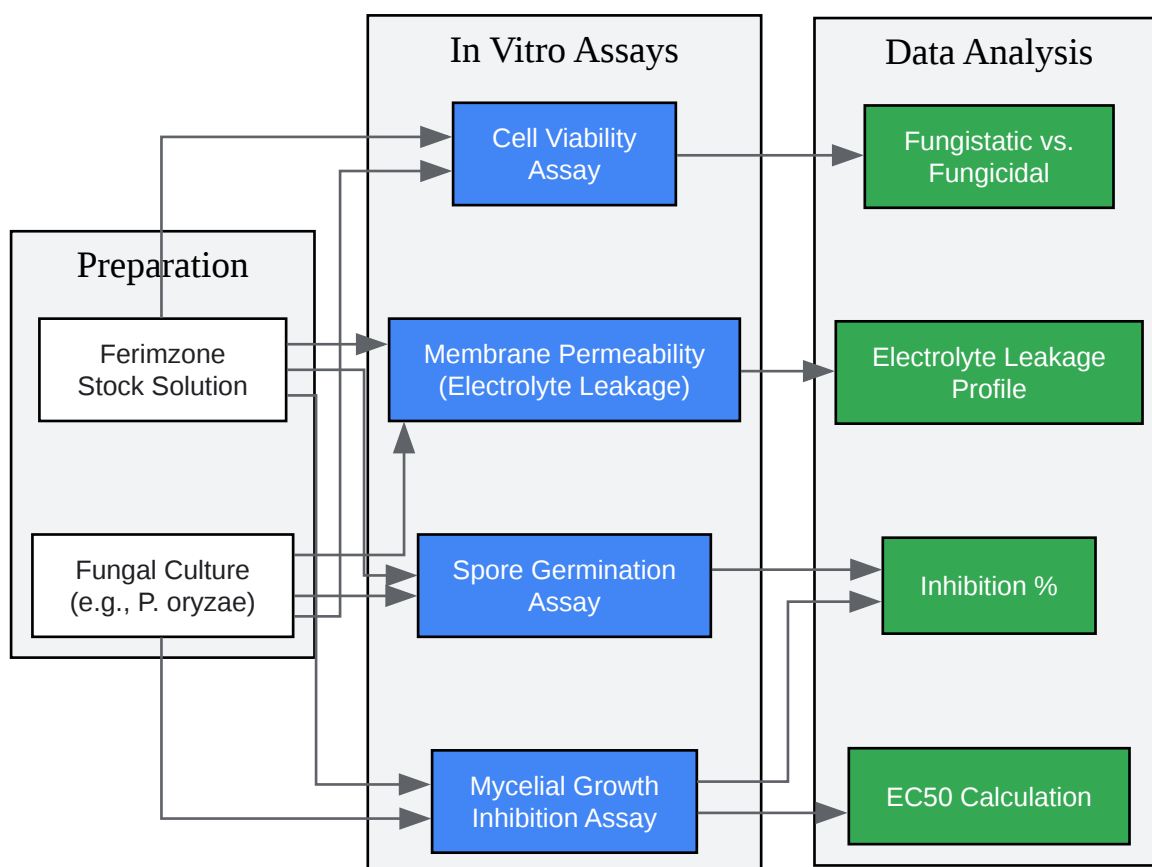 In Vitro Assays
Data Analysis
Cell Viability
Assay
Fungistatic vs.
Fungicidal
Preparation
Ferimzone
Stock Solution
Membrane Permeability
(Electrolyte Leakage)
Electrolyte Leakage
Profile
Fungal Culture
(e.g., P. oryzae)
Spore Germination
Assay
Inhibition %
Mycelial Growth
Inhibition Assay
EC50 Calculation